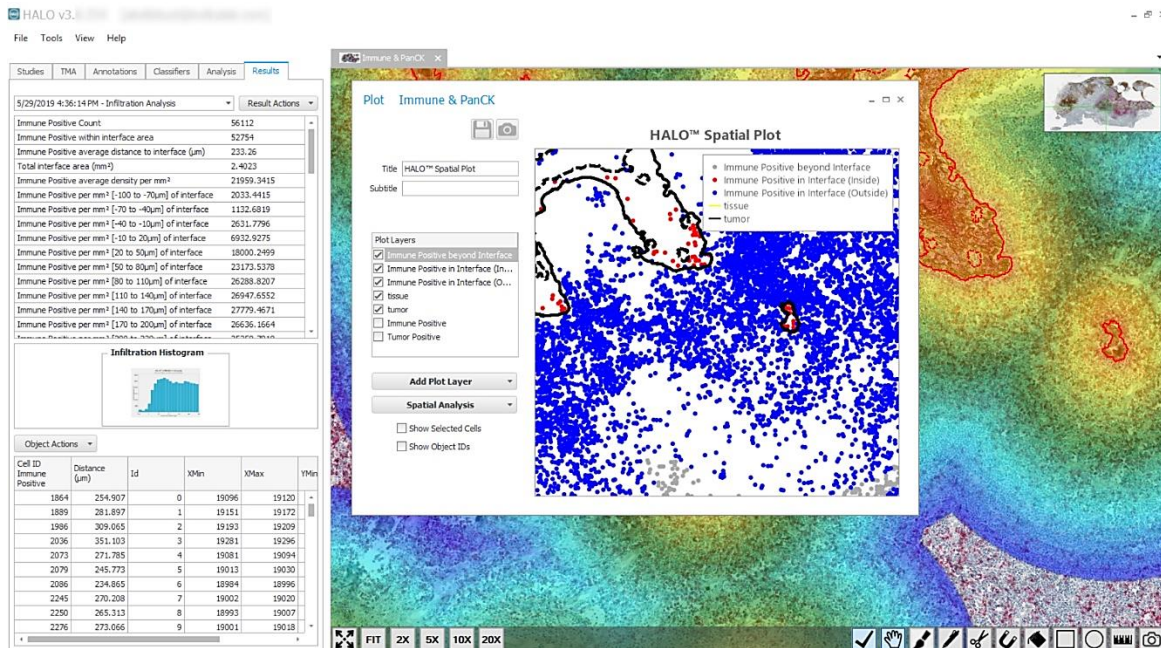 HALO v3.
File Tools View Help
Studies TMA Annotations Classifiers Analysis Results
5/29/2019 4:36:14 PM - Infiltration Analysis Result Actions
Immune Positive Count 56112
Immune Positive within interface area 52754
Immune Positive average distance to interface (μm) 233.26
Total interface area (mm²) 2.4023
Immune Positive average density per mm² 21959.3415
Immune Positive per mm² [-100 to -70μm] of interface 2033.4415
Immune Positive per mm² [-70 to -40μm] of interface 1132.6819
Immune Positive per mm² [-40 to -10μm] of interface 2631.7796
Immune Positive per mm² [-10 to 20μm] of interface 6932.9275
Immune Positive per mm² [20 to 50μm] of interface 18000.2499
Immune Positive per mm² [50 to 80μm] of interface 23173.5378
Immune Positive per mm² [80 to 110μm] of interface 26288.8207
Immune Positive per mm² [110 to 140μm] of interface 26947.6552
Immune Positive per mm² [140 to 170μm] of interface 27779.4671
Immune Positive per mm² [170 to 200μm] of interface 26636.1664
Infiltration Histogram
Object Actions
Cell ID Immune Positive Distance (μm) Id XMin XMax YMin
1864 254.907 0 19096 19120
1889 281.897 1 19151 19172
1986 309.065 2 19193 19209
2036 351.103 3 19281 19296
2073 271.785 4 19081 19094
2079 245.773 5 19013 19030
2086 234.865 6 18984 18996
2245 270.208 7 19002 19020
2250 265.313 8 18993 19007
2276 273.066 9 19001 19018
Immune & PanCK
Plot Immune & PanCK
Title HALO™ Spatial Plot
Subtitle
Plot Layers
Immune Positive beyond Interface
Immune Positive in Interface (In...
Immune Positive in Interface (O...
tissue
tumor
Immune Positive
Tumor Positive
Add Plot Layer
Spatial Analysis
Show Selected Cells
Show Object IDs
HALO™ Spatial Plot
Immune Positive beyond Interface
Immune Positive in Interface (Inside)
Immune Positive in Interface (Outside)
tissue
tumor
FIT 2X 5X 10X 20X